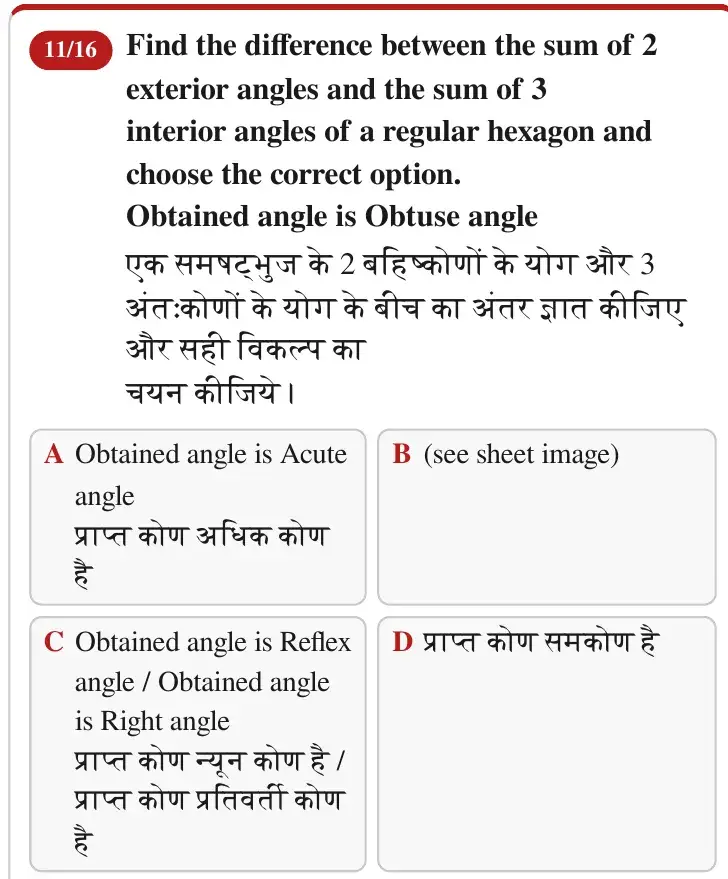 11/16 Find the difference between the sum of 2
exterior angles and the sum of 3
interior angles of a regular hexagon and
choose the correct option.
Obtained angle is Obtuse angle
एक समषट्भुज के 2 बहिष्कोणों के योग और 3
अंतःकोणों के योग के बीच का अंतर ज्ञात कीजिए
और सही विकल्प का
चयन कीजिये।
A Obtained angle is Acute
angle
प्राप्त कोण अधिक कोण
है
B (see sheet image)
C Obtained angle is Reflex
angle / Obtained angle
is Right angle
प्राप्त कोण न्यून कोण है /
प्राप्त कोण प्रतिवर्ती कोण
है
D प्राप्त कोण समकोण है